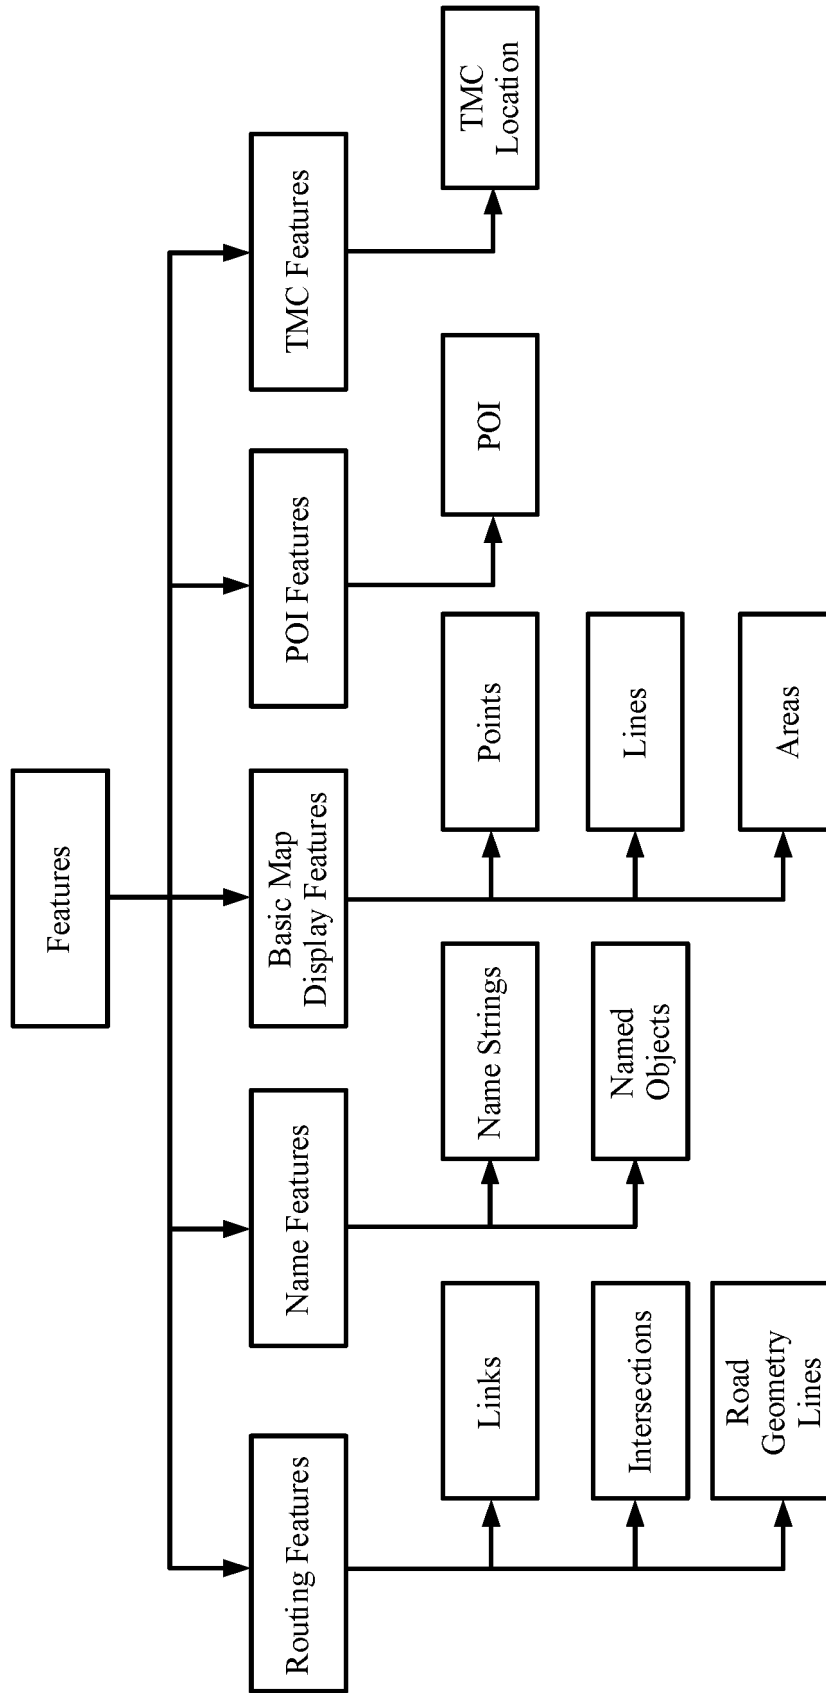 Features
Routing Features
Links
Intersections
Road
Geometry
Lines
Name Features
Name Strings
Named
Objects
Basic Map
Display Features
Points
Lines
Areas
POI Features
POI
TMC Features
TMC
Location